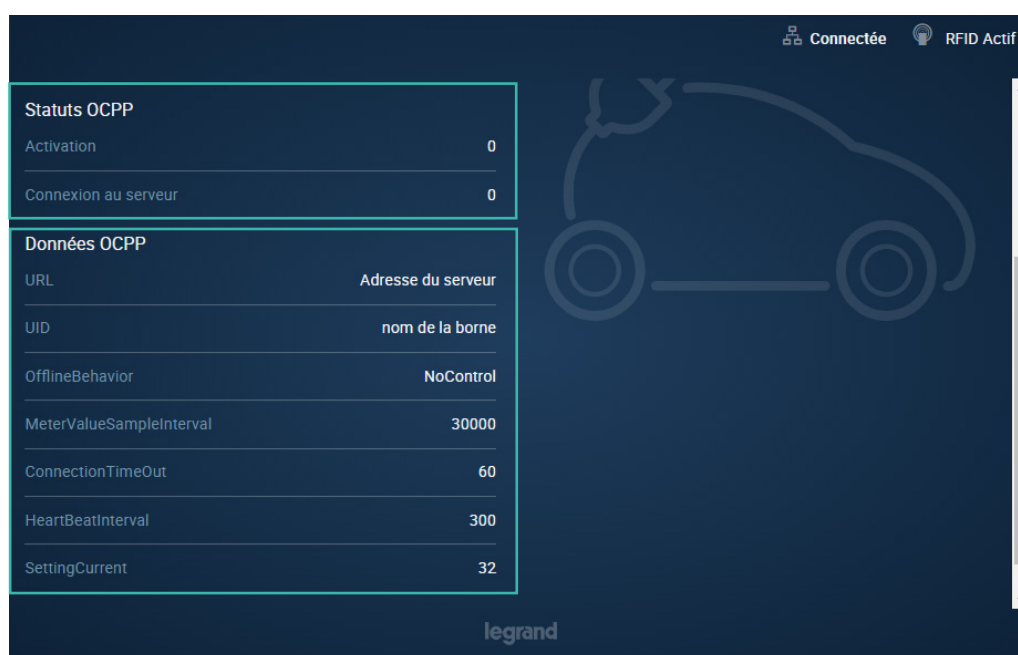 Connectée RFID Actif
Statuts OCPP
Activation 0
Connexion au serveur 0
Données OCPP
URL Adresse du serveur
UID nom de la borne
OfflineBehavior NoControl
MeterValueSampleInterval 30000
ConnectionTimeOut 60
HeartBeatInterval 300
SettingCurrent 32
legrand